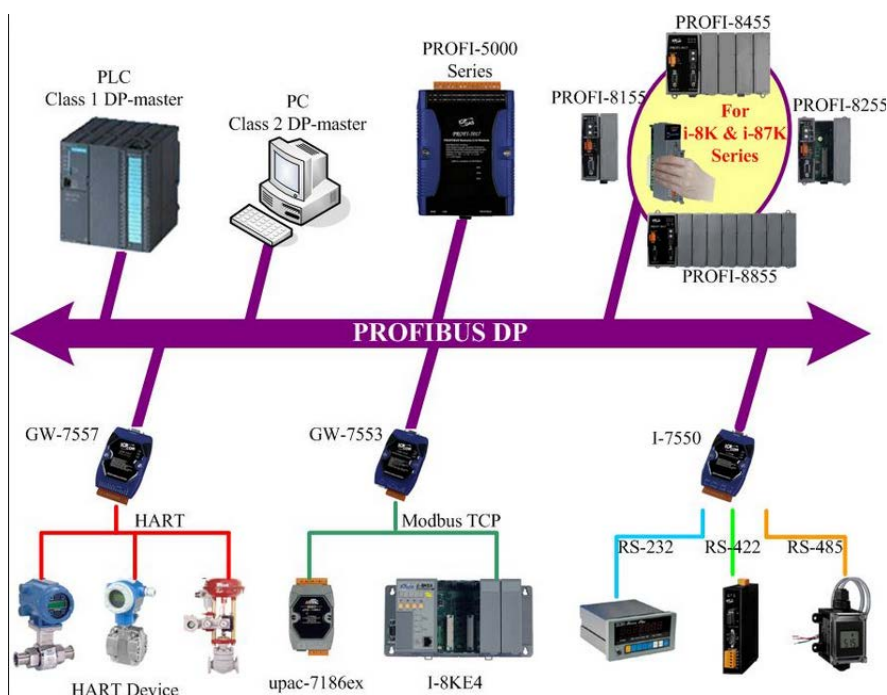 PROFI-8455
PROFI-5000
Series
PLC
Class 1 DP-master
PC
Class 2 DP-master
PROFI-8155
PROFI-8255
For
i-8K & i-87K
Series
PROFI-8855
PROFIBUS DP
GW-7557
GW-7553
I-7550
HART
Modbus TCP
RS-232
RS-422
RS-485
HART Device
upac-7186ex
I-8KE4